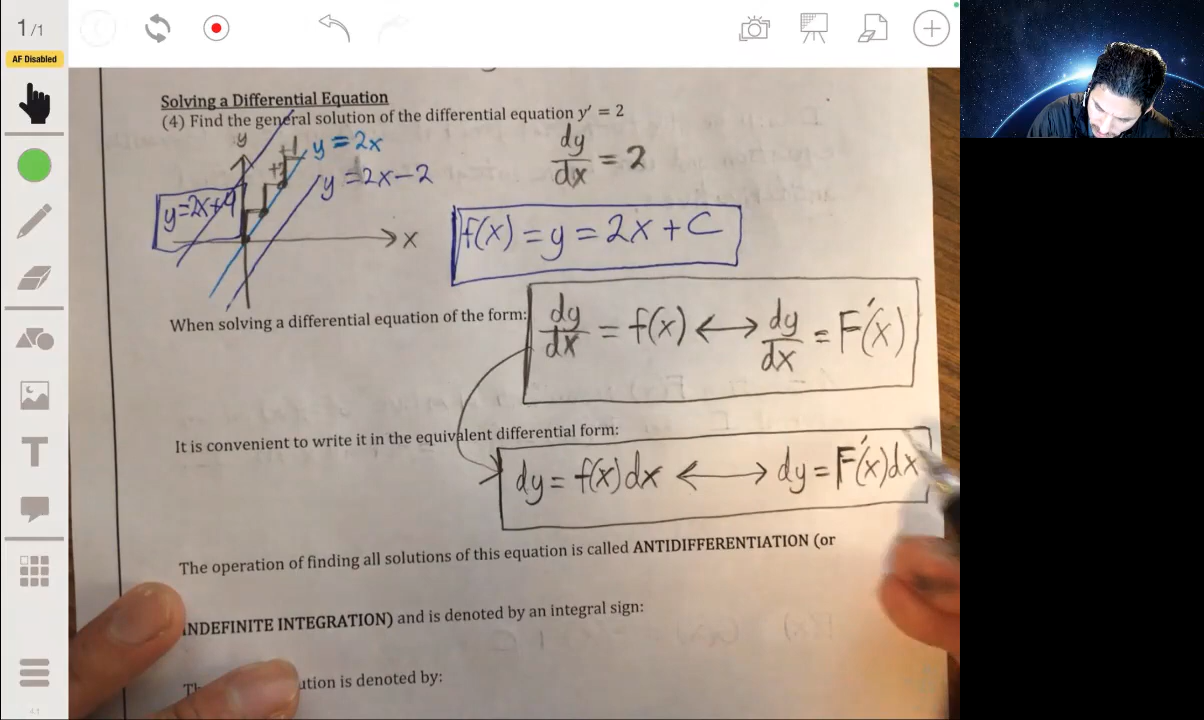 1/1
AF Disabled
Solving a Differential Equation
(4) Find the general solution of the differential equation y' = 2
y
y = 2x
dy/dx = 2
y = 2x - 2
y = 2x + 4
x
f(x) = y = 2x + C
When solving a differential equation of the form:
dy/dx = f(x) ⟷ dy/dx = F'(x)
It is convenient to write it in the equivalent differential form:
dy = f(x)dx ⟷ dy = F'(x)dx
The operation of finding all solutions of this equation is called ANTIDIFFERENTIATION (or
INDEFINITE INTEGRATION) and is denoted by an integral sign:
ution is denoted by:
T